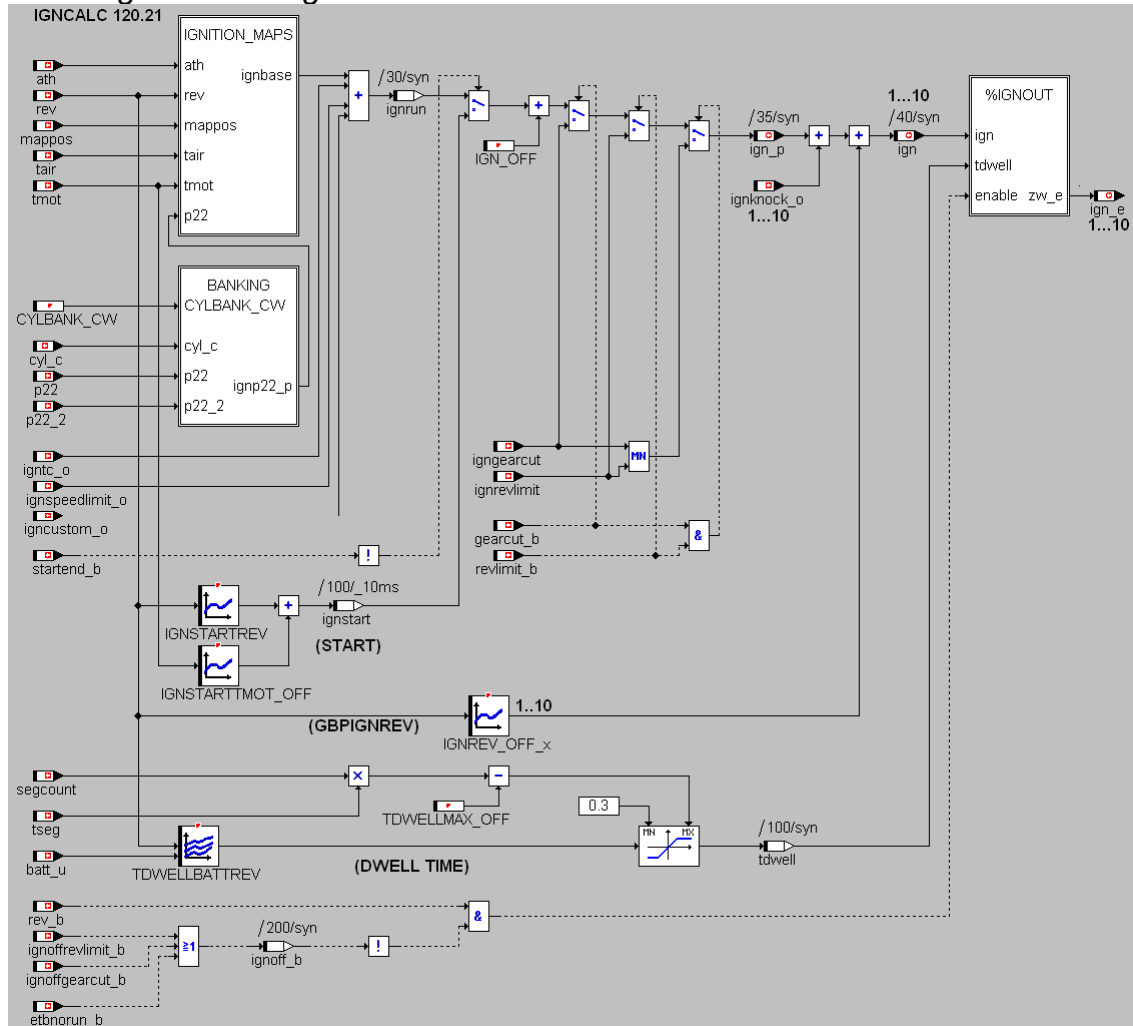 IGNCALC 120.21
IGNITION_MAPS
ath
rev
mappos
tair
tmot
ath
rev
mappos
tair
tmot
p22
ignbase
+
/30/syn
ignrun
IGN_OFF
+
/35/syn
ign_p
+
+
ignknock_o
1...10
1...10
/40/syn
ign
%IGNOUT
ign
tdwell
enable zw_e
ign_e
1...10
BANKING
CYLBANK_CW
CYLBANK_CW
cyl_c
p22
p22_2
cyl_c
p22
p22_2
ignp22_p
igntc_o
ignspeedlimit_o
igncustom_o
startend_b
!
igngearcut
ignrevlimit
MN
gearcut_b
revlimit_b
&
IGNSTARTREV
+
/100/_10ms
ignstart
(START)
IGNSTARTTMOT_OFF
(GBPIGNREV)
1..10
IGNREV_OFF_x
segcount
tseg
batt_u
×
−
TDWELLMAX_OFF
0.3
MN MX
TDWELLBATTREV
(DWELL TIME)
/100/syn
tdwell
rev_b
ignoffrevlimit_b
ignoffgearcut_b
etbnorun_b
≥1
/200/syn
ignoff_b
!
&